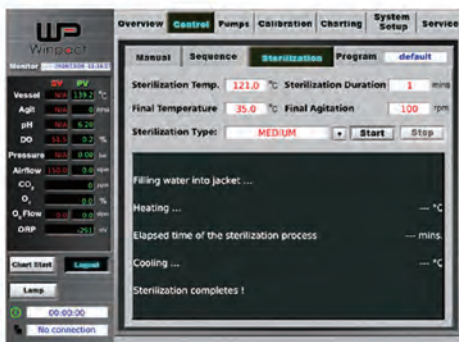 WP
Winpact
Monitor
Overview Control Pumps Calibration Charting System Setup Service
Manual Sequence Sterilization Program default
Sterilization Temp. 121.0 °C Sterilization Duration 1 mins
Final Temperature 35.0 °C Final Agitation 100 rpm
Sterilization Type: MEDIUM Start Stop
Filling water into jacket ...
Heating ... --- °C
Elapsed time of the sterilization process --- mins.
Cooling ... --- °C
Sterilization completes !
SV PV
Vessel N/A 139.2 °C
Agit N/A 0 rpm
pH N/A 6.20
DO 0.2 %
Pressure N/A 0.00 bar
Airflow 150.0 0.0
CO₂ 0
O₂ 0.0 %
O₂ Flow 0.0 0.0
ORP -251 mV
Chart Start Logout
Lamp
00:00:00
No connection